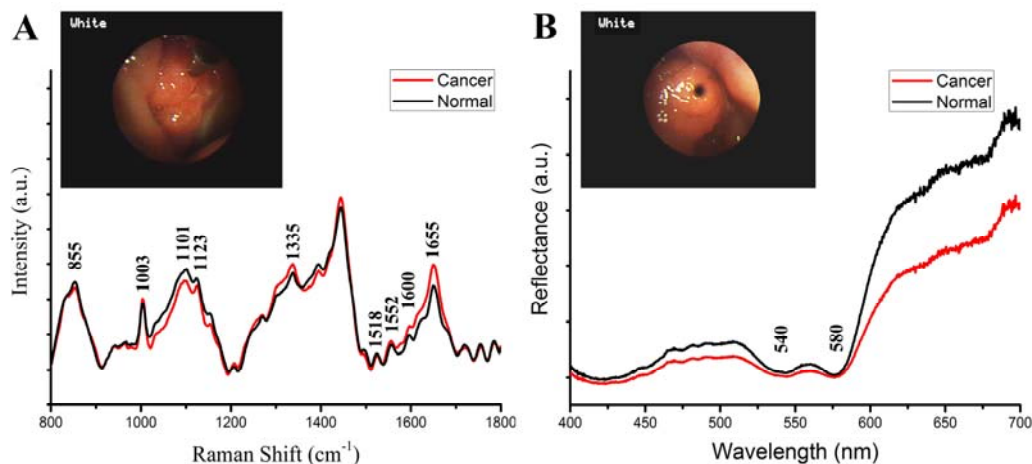 A
White
Cancer
Normal
Intensity (a.u.)
855
1003
1101
1123
1335
1518
1552
1600
1655
800 1000 1200 1400 1600 1800
Raman Shift (cm⁻¹)
B
White
Cancer
Normal
Reflectance (a.u.)
540
580
400 450 500 550 600 650 700
Wavelength (nm)